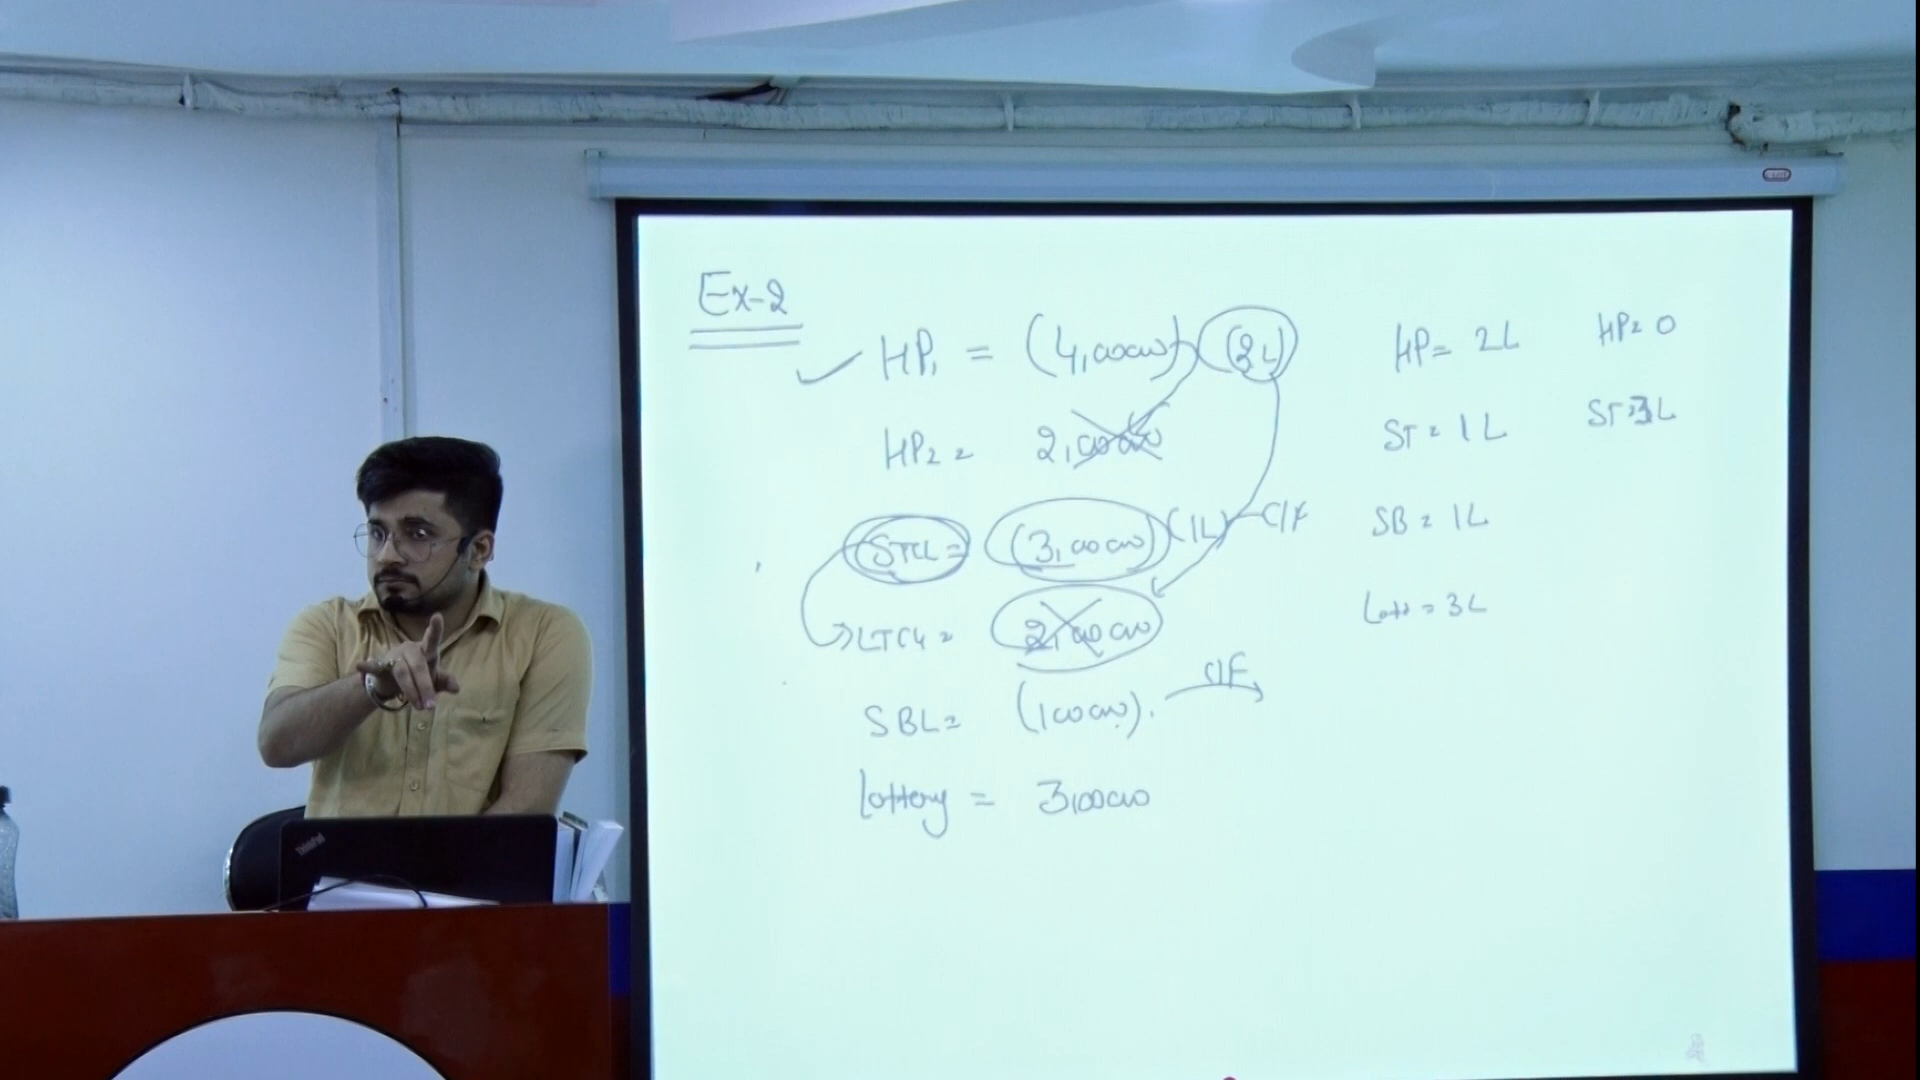 Ex-2
HP1 = (4,00000) (2L)
HP2 = 2,00000
STCL = (3,00000) (1L) C/F
LTCG = 2,00000
SBL = (100000). C/F
lottery = 300000
HP = 2L
ST = 1L
SB = 1L
Lott = 3L
HP = 0
ST = 3L
ThinkPad